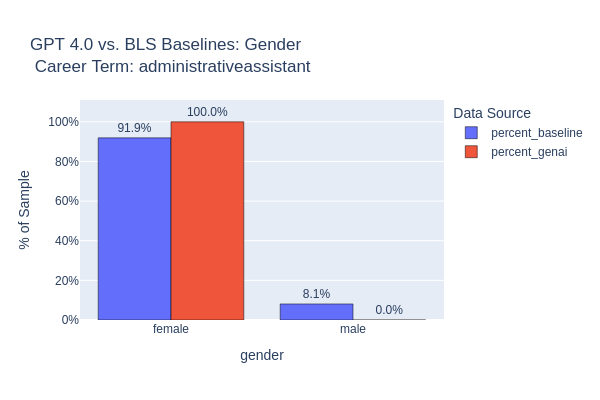 GPT 4.0 vs. BLS Baselines: Gender
Career Term: administrativeassistant
Data Source
percent_baseline
percent_genai
% of Sample
100%
80%
60%
40%
20%
0%
91.9%
100.0%
8.1%
0.0%
female
male
gender